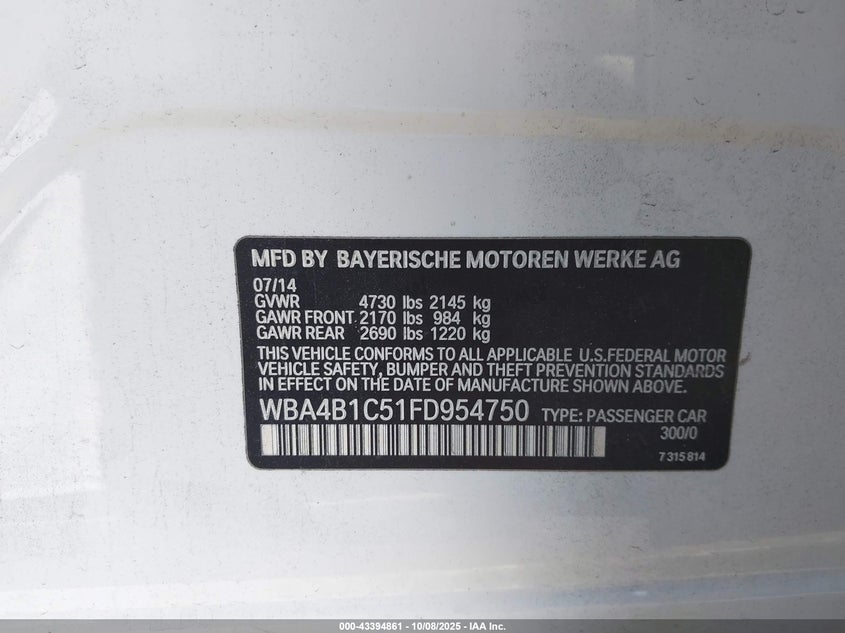 MFD BY BAYERISCHE MOTOREN WERKE AG
07/14
GVWR 4730 lbs 2145 kg
GAWR FRONT 2170 lbs 984 kg
GAWR REAR 2690 lbs 1220 kg
THIS VEHICLE CONFORMS TO ALL APPLICABLE U.S.FEDERAL MOTOR
VEHICLE SAFETY, BUMPER AND THEFT PREVENTION STANDARDS
IN EFFECT ON THE DATE OF MANUFACTURE SHOWN ABOVE.
WBA4B1C51FD954750 TYPE: PASSENGER CAR
300/0
7315814
000-43394861 - 10/08/2025 - IAA Inc.